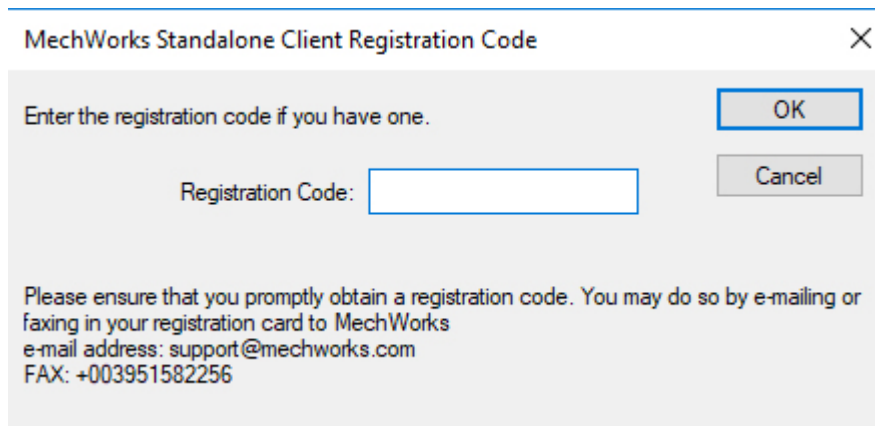 MechWorks Standalone Client Registration Code
Enter the registration code if you have one.
OK
Registration Code:
Cancel
Please ensure that you promptly obtain a registration code. You may do so by e-mailing or
faxing in your registration card to MechWorks
e-mail address: support@mechworks.com
FAX: +003951582256